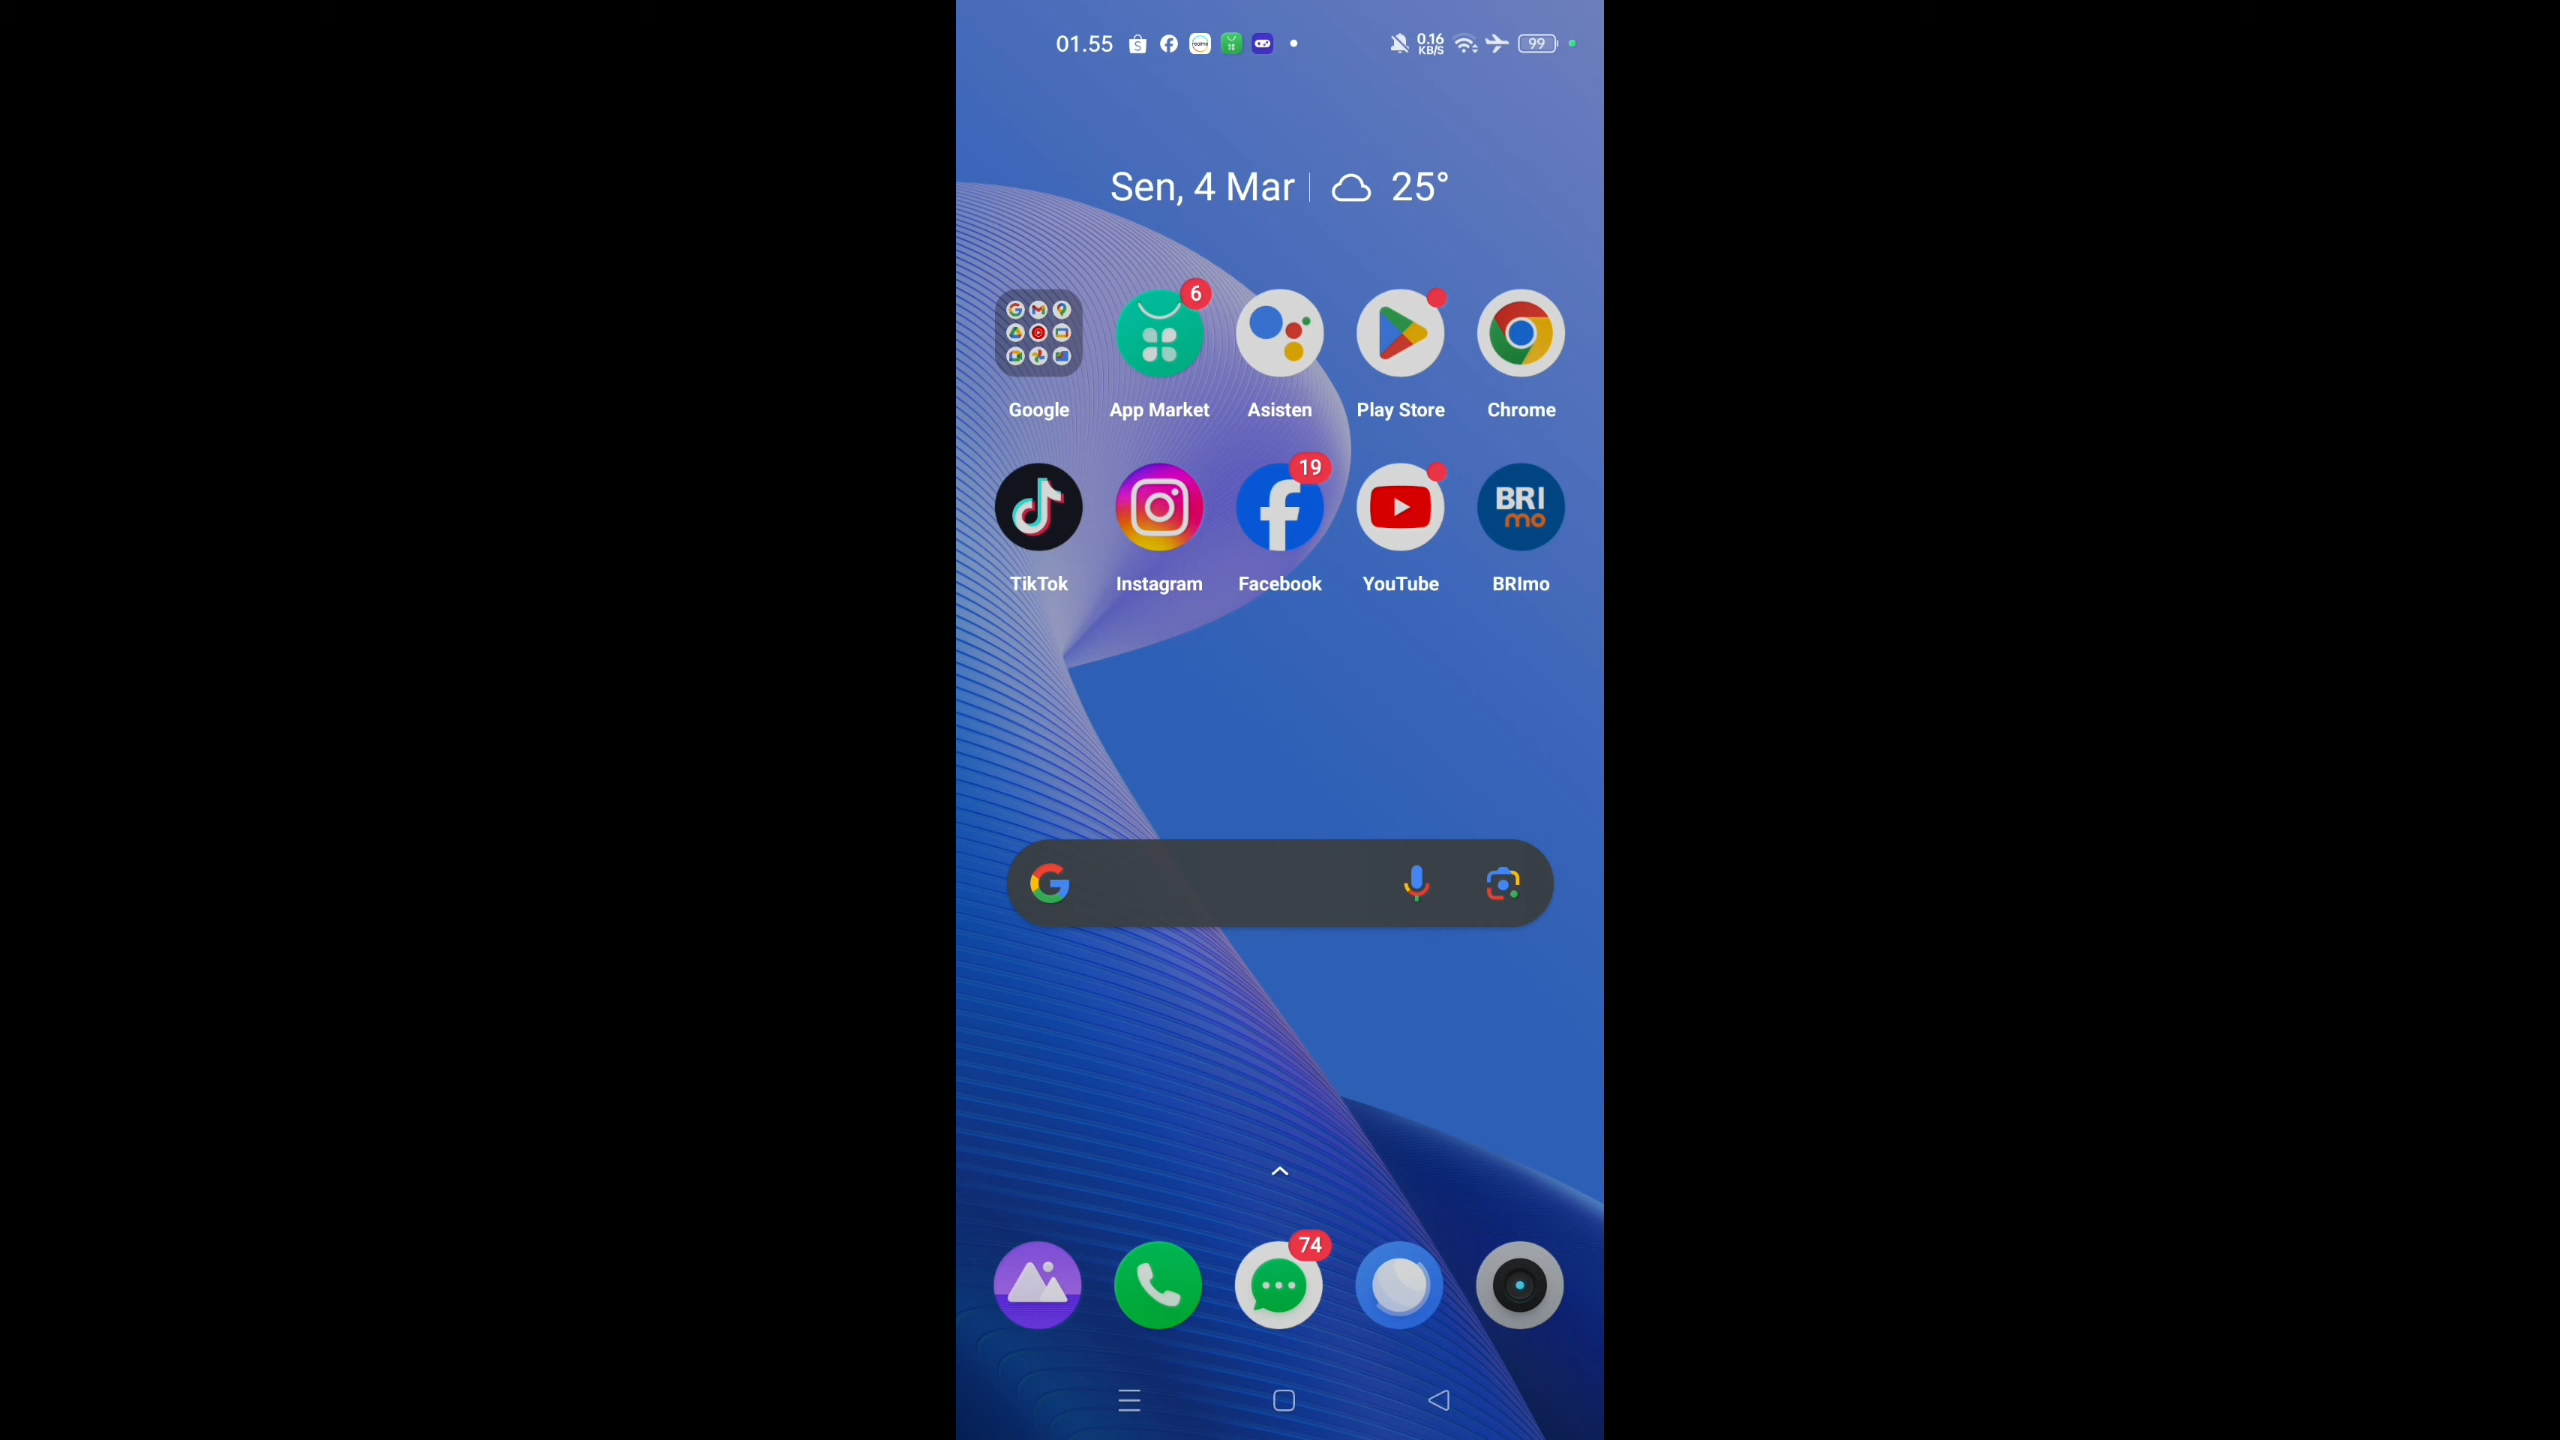 01.55
0.16 KB/S
99
Sen, 4 Mar 25°
6
Google App Market Asisten Play Store Chrome
19
BRI
mo
TikTok Instagram Facebook YouTube BRImo
74